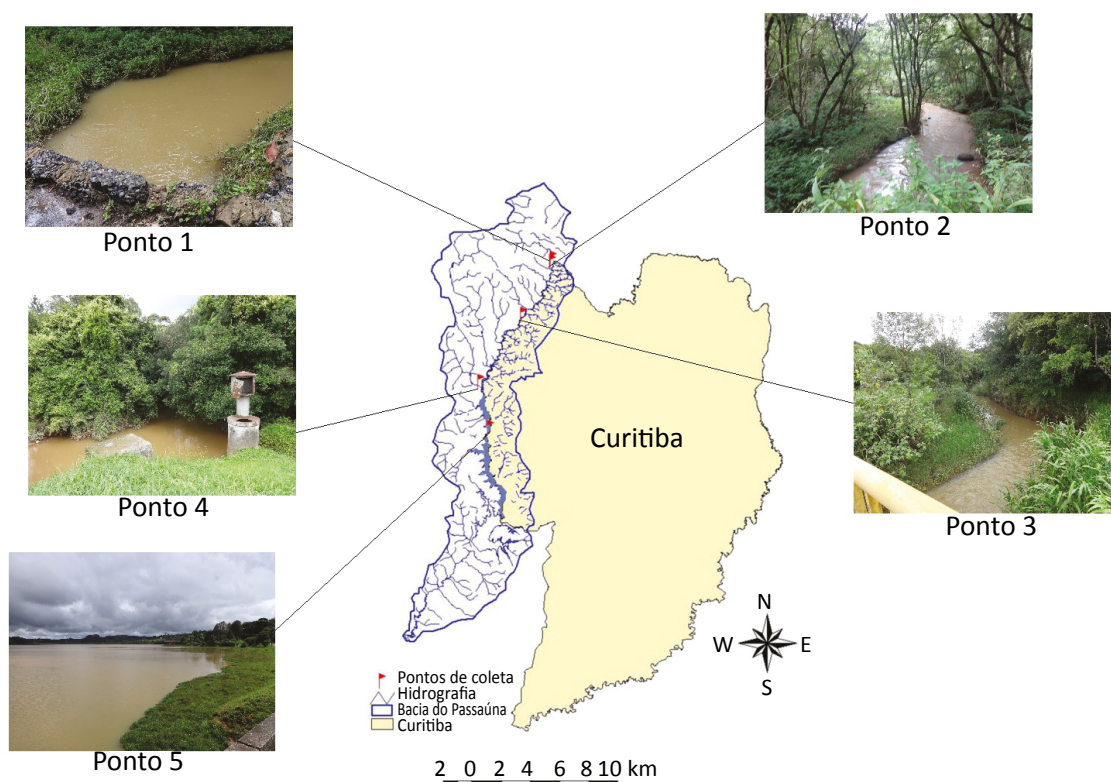 Ponto 1
Ponto 2
Ponto 4
Curitiba
Ponto 3
Ponto 5
N
W E
S
Pontos de coleta
Hidrografia
Bacia do Passaúna
Curitiba
2 0 2 4 6 8 10 km